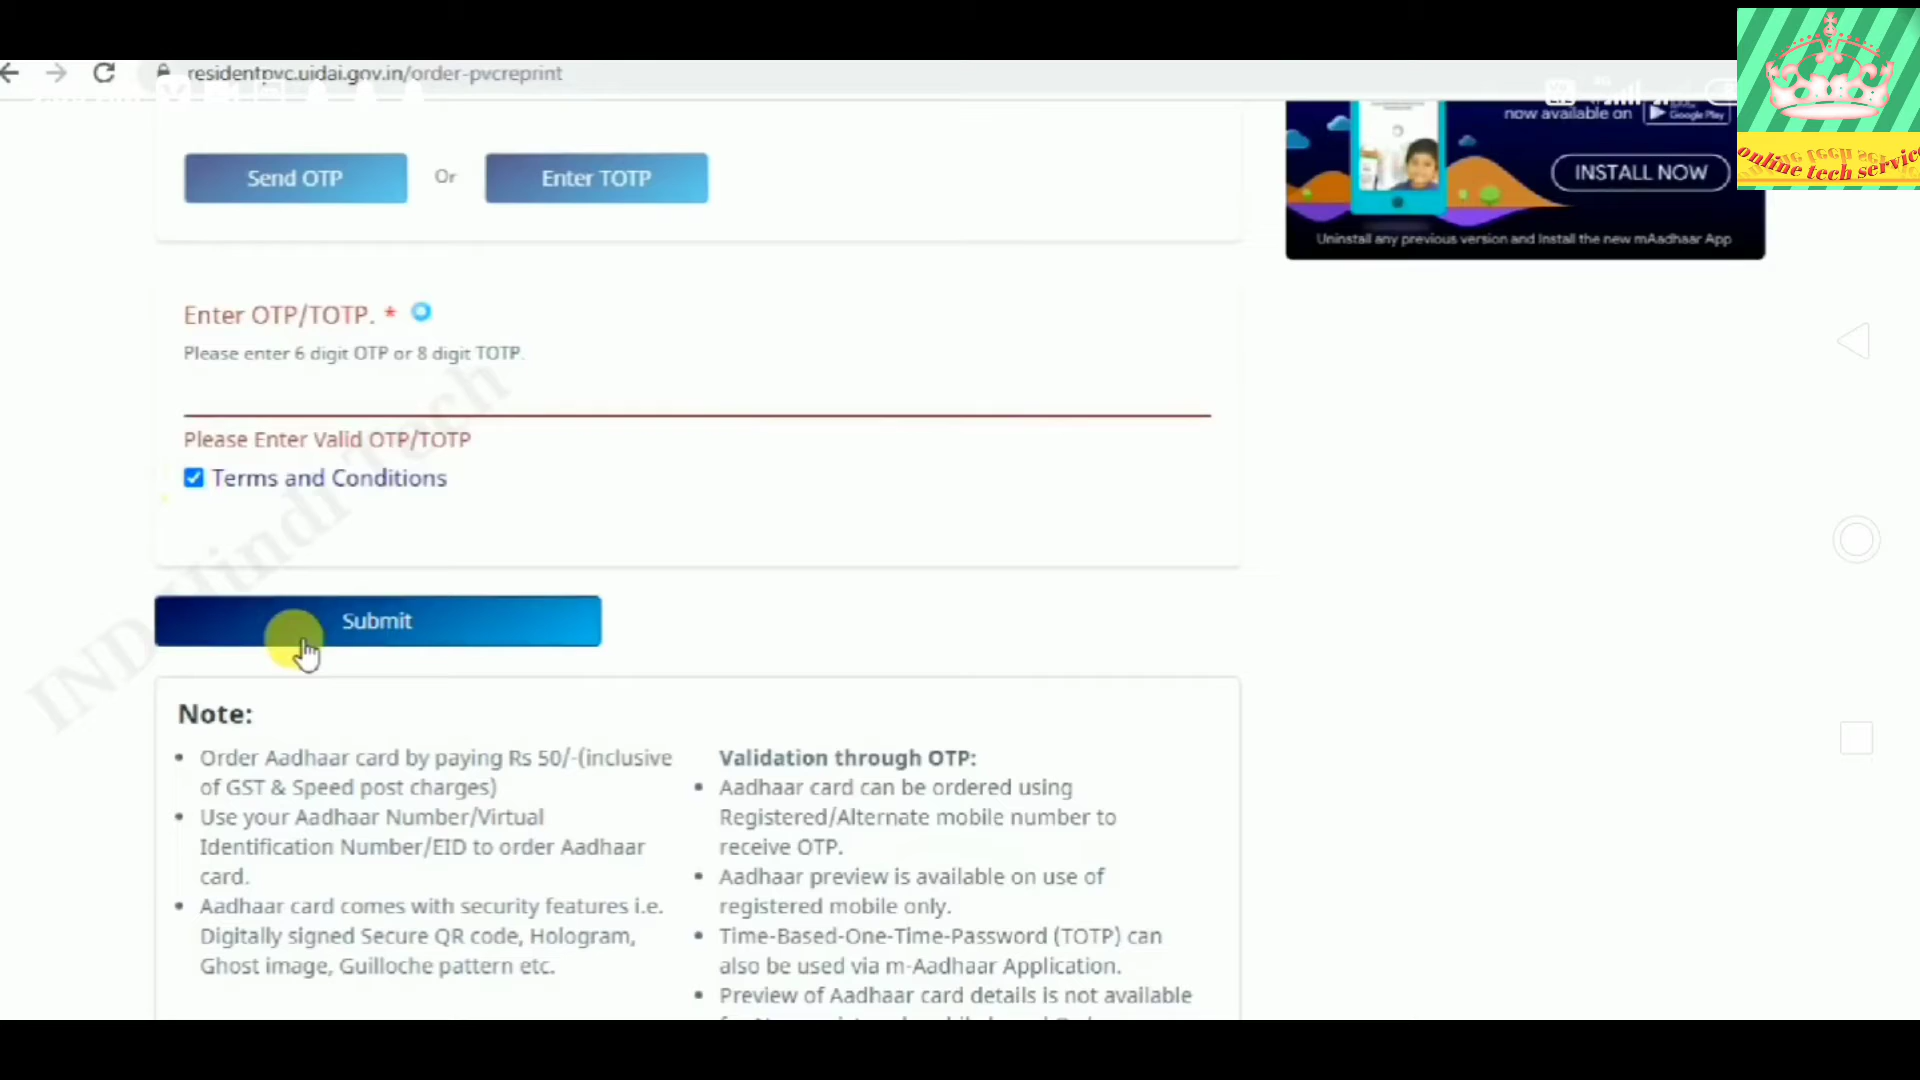 residentpvc.uidai.gov.in/order-pvcreprint
now available on Google Play
INSTALL NOW
Uninstall any previous version and Install the new mAadhaar App
online tech service
Send OTP Or Enter TOTP
Enter OTP/TOTP. *
Please enter 6 digit OTP or 8 digit TOTP.
Please Enter Valid OTP/TOTP
Terms and Conditions
Submit
IND Hindi Tech
Note:
Order Aadhaar card by paying Rs 50/-(inclusive
of GST & Speed post charges)
Use your Aadhaar Number/Virtual
Identification Number/EID to order Aadhaar
card.
Aadhaar card comes with security features i.e.
Digitally signed Secure QR code, Hologram,
Ghost image, Guilloche pattern etc.
Validation through OTP:
Aadhaar card can be ordered using
Registered/Alternate mobile number to
receive OTP.
Aadhaar preview is available on use of
registered mobile only.
Time-Based-One-Time-Password (TOTP) can
also be used via m-Aadhaar Application.
Preview of Aadhaar card details is not available